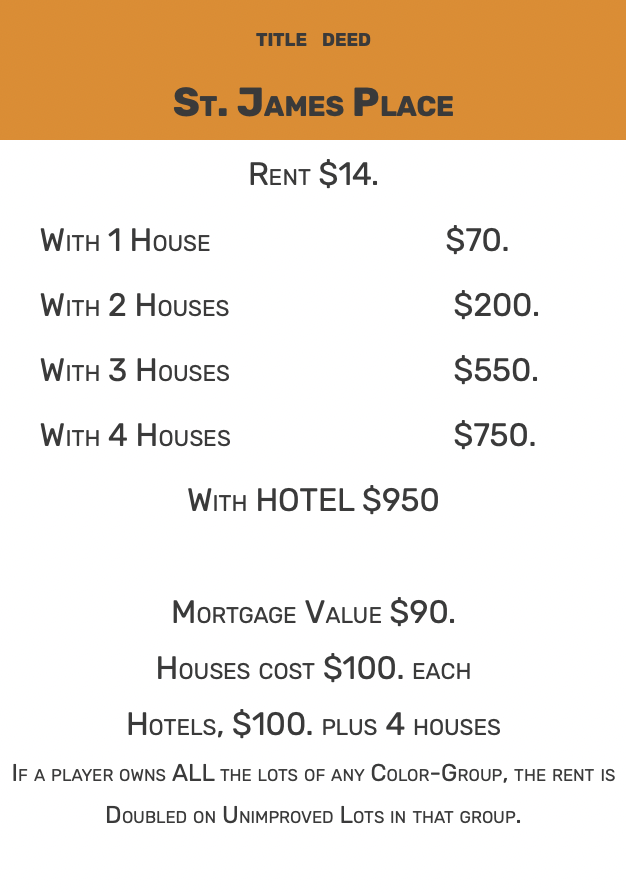 TITLE DEED
St. James Place
Rent $14.
With 1 House $70.
With 2 Houses $200.
With 3 Houses $550.
With 4 Houses $750.
With HOTEL $950
Mortgage Value $90.
Houses cost $100. each
Hotels, $100. plus 4 houses
If a player owns ALL the lots of any Color-Group, the rent is
Doubled on Unimproved Lots in that group.